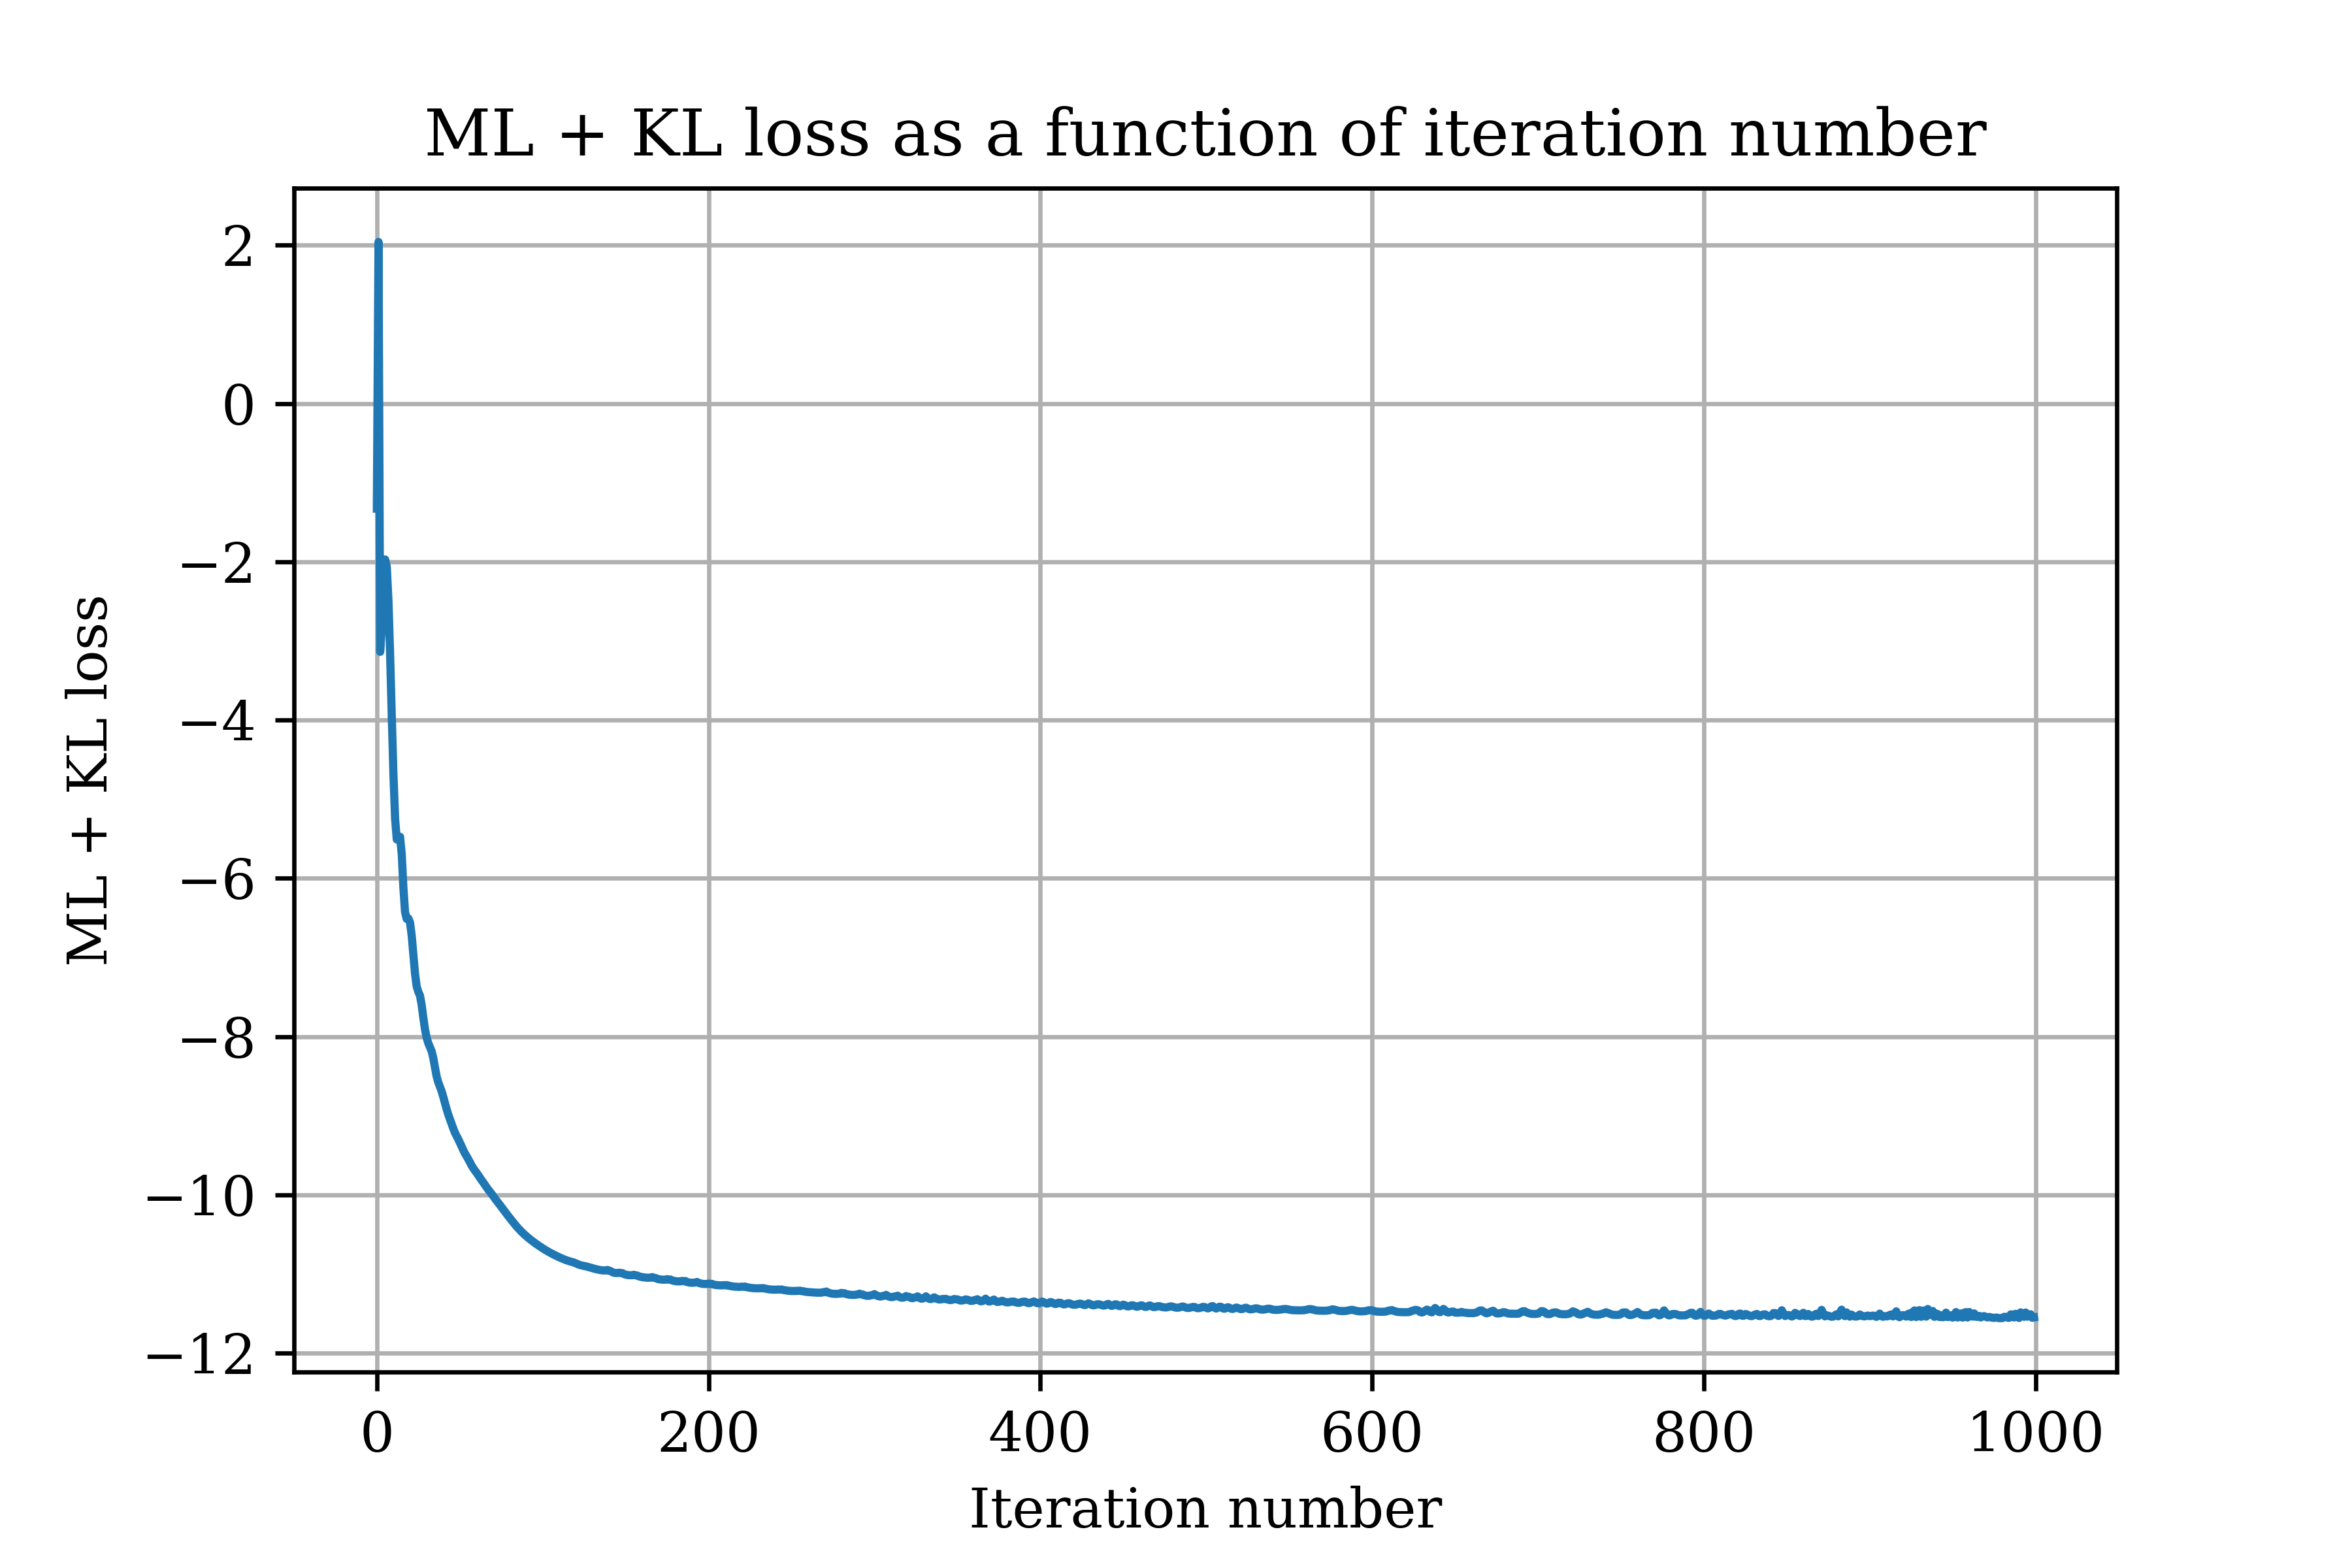 ML + KL loss as a function of iteration number
2
0
−2
−4
−6
−8
−10
−12
ML + KL loss
0 200 400 600 800 1000
Iteration number